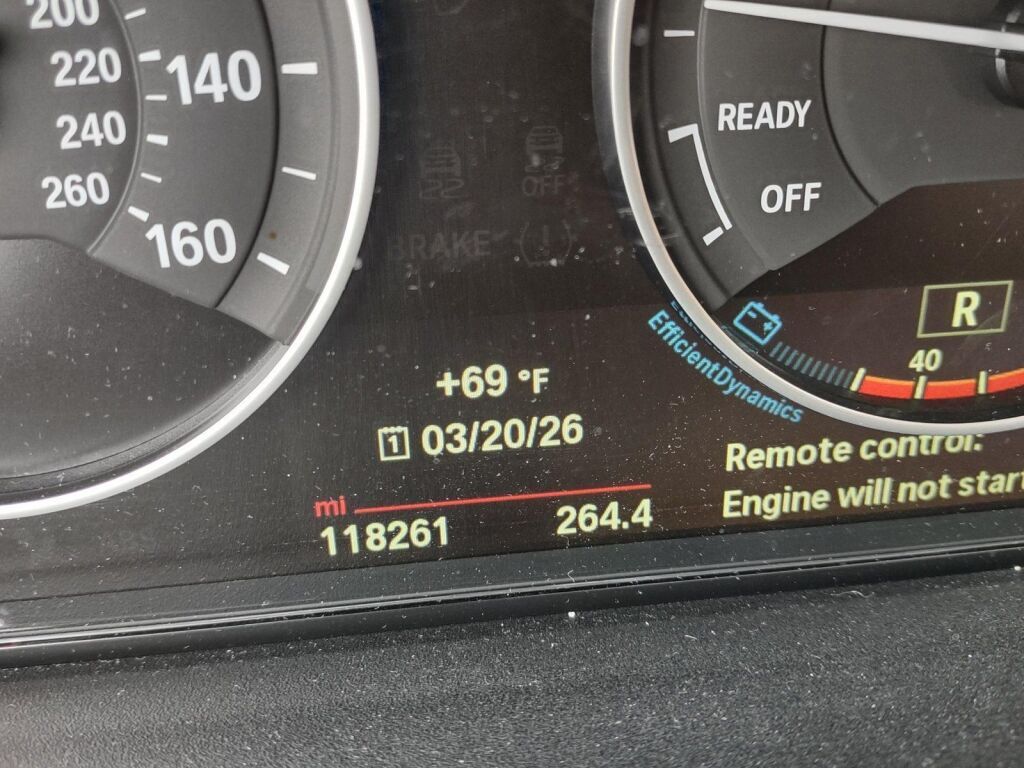 200
220
240
260
140
160
OFF
BRAKE
READY
OFF
EfficientDynamics
R
40
+69 °F
1 03/20/26
mi
118261 264.4
Remote control:
Engine will not start